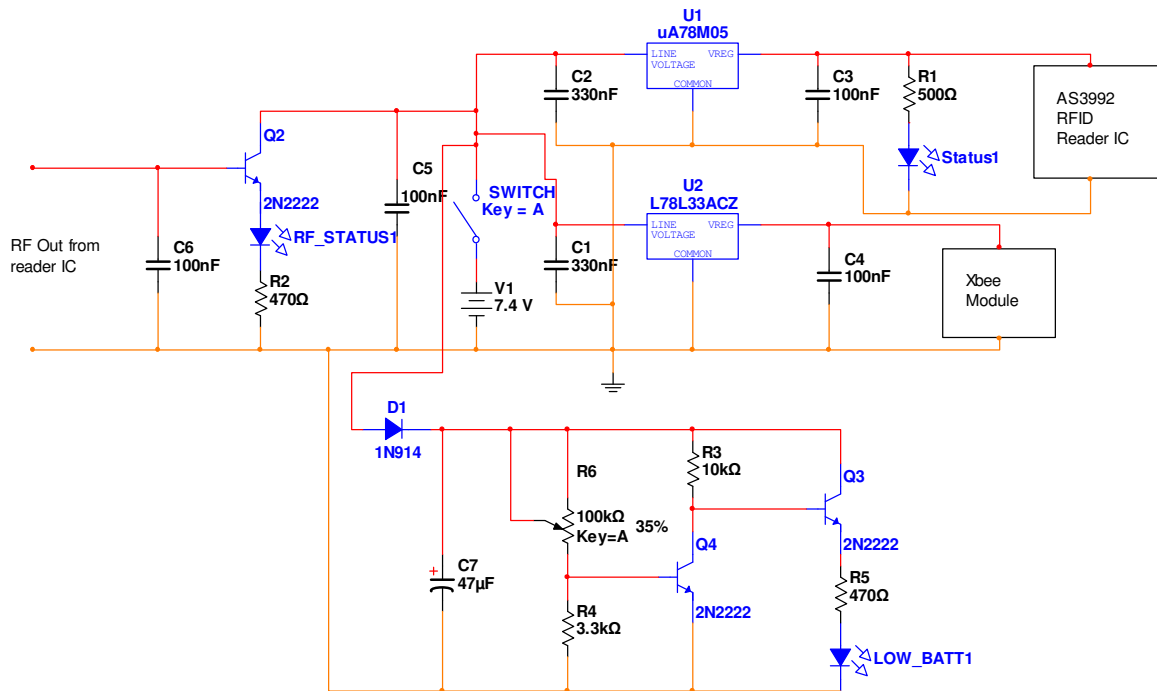 U1
uA78M05
LINE
VOLTAGE
VREG
COMMON
C2
330nF
C3
100nF
R1
500Ω
AS3992
RFID
Reader IC
Q2
2N2222
C5
100nF
SWITCH
Key = A
Status1
U2
L78L33ACZ
LINE
VOLTAGE
VREG
COMMON
RF_STATUS1
RF Out from
reader IC
C6
100nF
R2
470Ω
C1
330nF
C4
100nF
V1
7.4 V
Xbee
Module
D1
1N914
R6
100kΩ
Key=A
35%
R3
10kΩ
Q3
2N2222
Q4
2N2222
C7
47µF
+
R4
3.3kΩ
R5
470Ω
LOW_BATT1